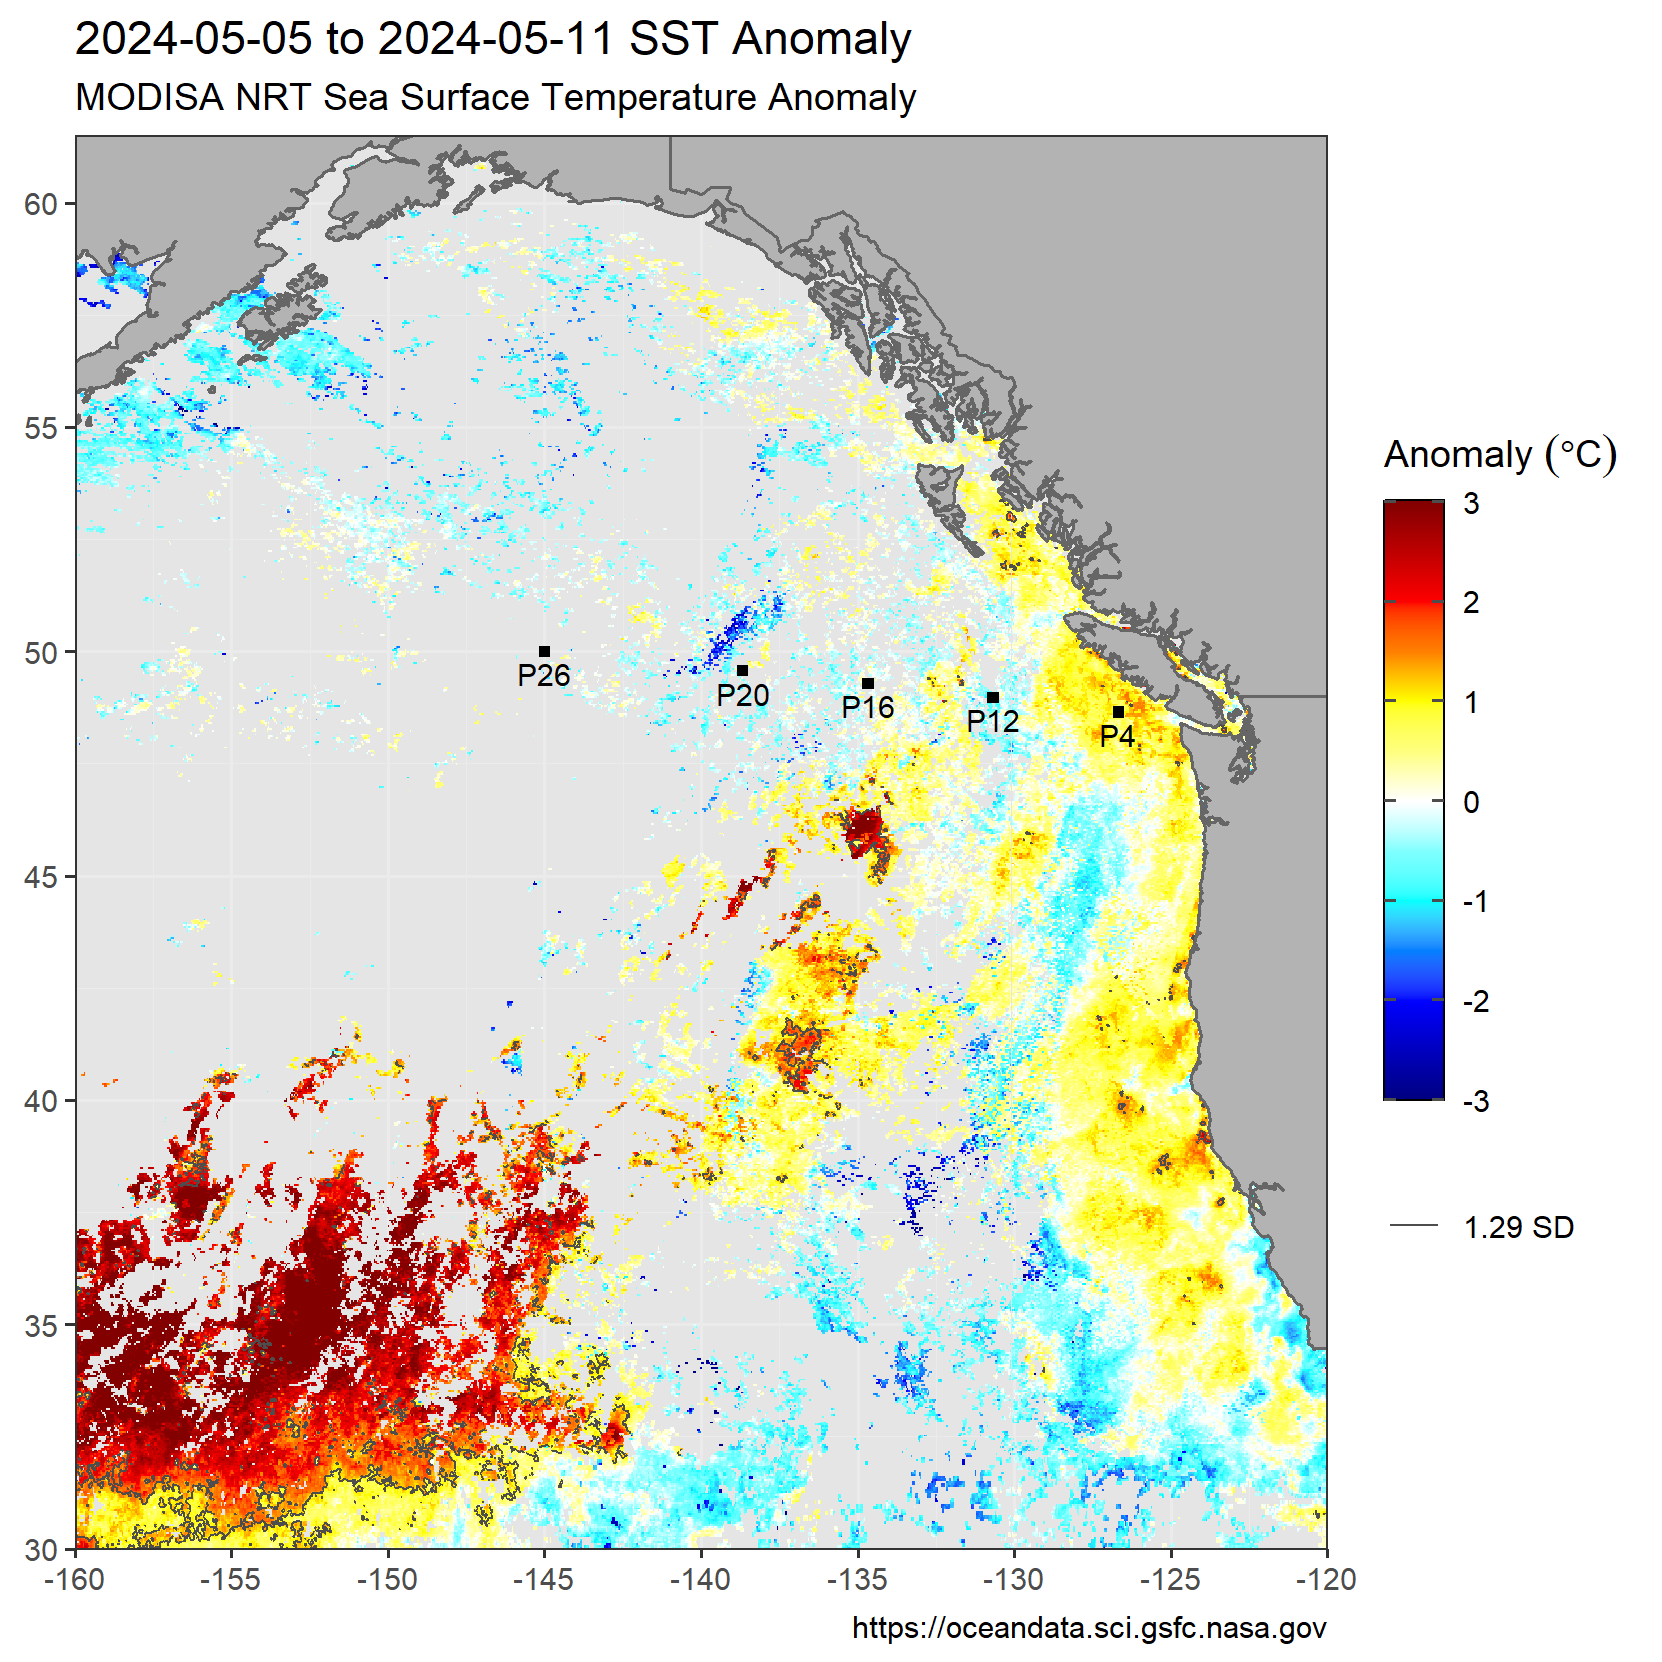 2024-05-05 to 2024-05-11 SST Anomaly
MODISA NRT Sea Surface Temperature Anomaly
60
55
50
45
40
35
30
-160
-155
-150
-145
-140
-135
-130
-125
-120
P26
P20
P16
P12
P4
Anomaly (°C)
3
2
1
0
-1
-2
-3
1.29 SD
https://oceandata.sci.gsfc.nasa.gov